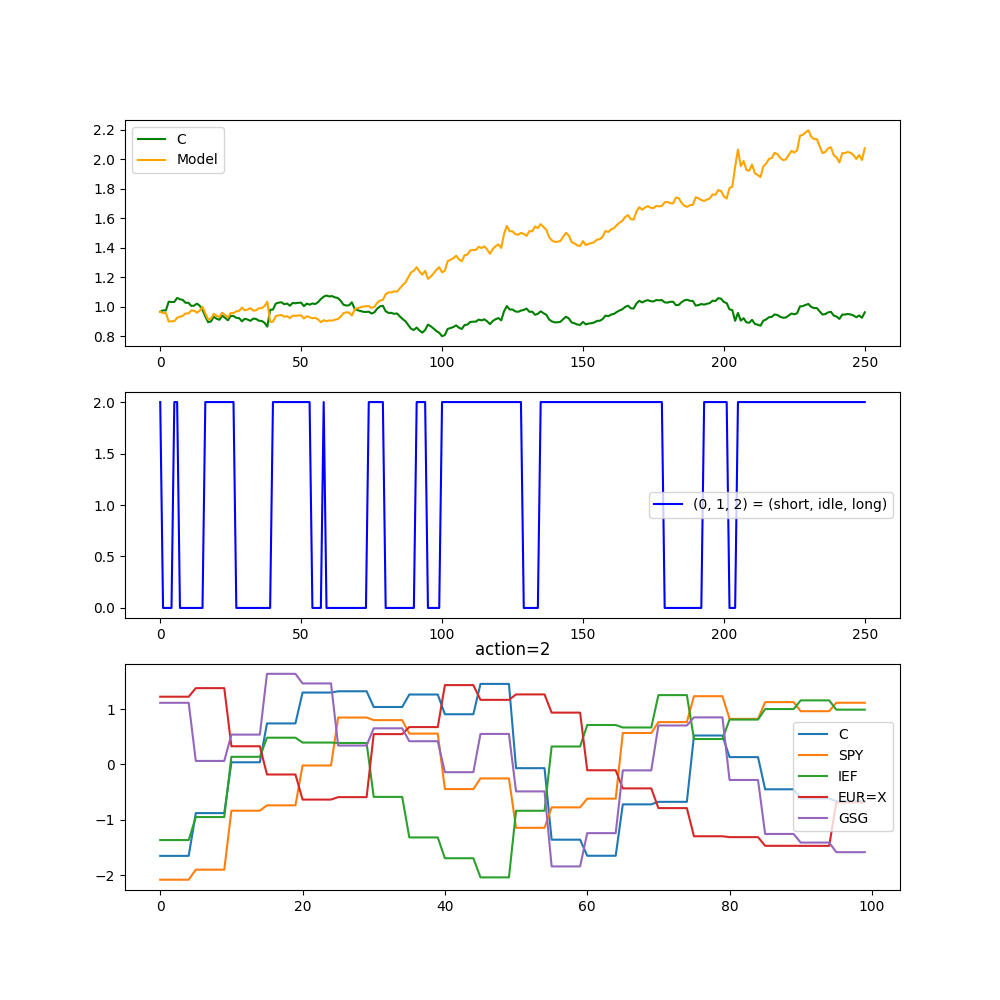 2.2
2.0
1.8
1.6
1.4
1.2
1.0
0.8
C
Model
0 50 100 150 200 250
2.0
1.5
1.0
0.5
0.0
(0, 1, 2) = (short, idle, long)
0 50 100 150 200 250
action=2
1
0
−1
−2
C
SPY
IEF
EUR=X
GSG
0 20 40 60 80 100